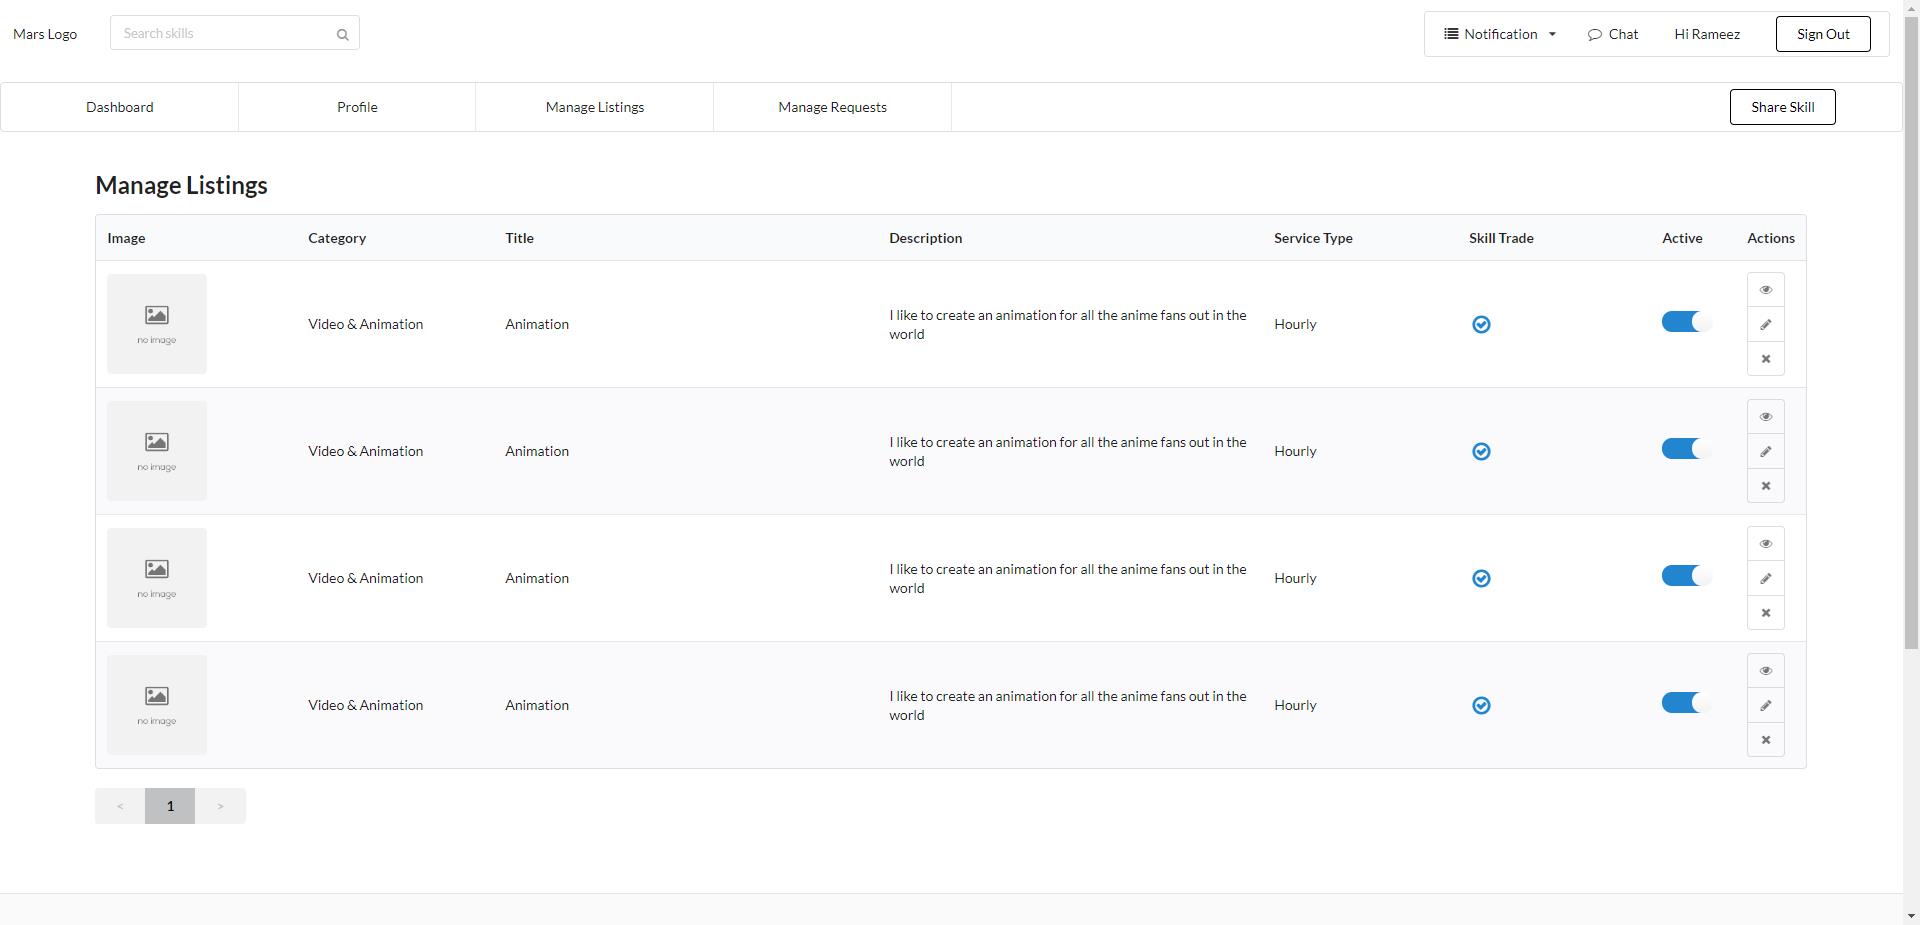 Mars Logo
Search skills
Notification
Chat
Hi Rameez
Sign Out
Dashboard
Profile
Manage Listings
Manage Requests
Share Skill
Manage Listings
Image Category Title Description Service Type Skill Trade Active Actions
no image
Video & Animation
Animation
I like to create an animation for all the anime fans out in the
world
Hourly
no image
Video & Animation
Animation
I like to create an animation for all the anime fans out in the
world
Hourly
no image
Video & Animation
Animation
I like to create an animation for all the anime fans out in the
world
Hourly
no image
Video & Animation
Animation
I like to create an animation for all the anime fans out in the
world
Hourly
< 1 >